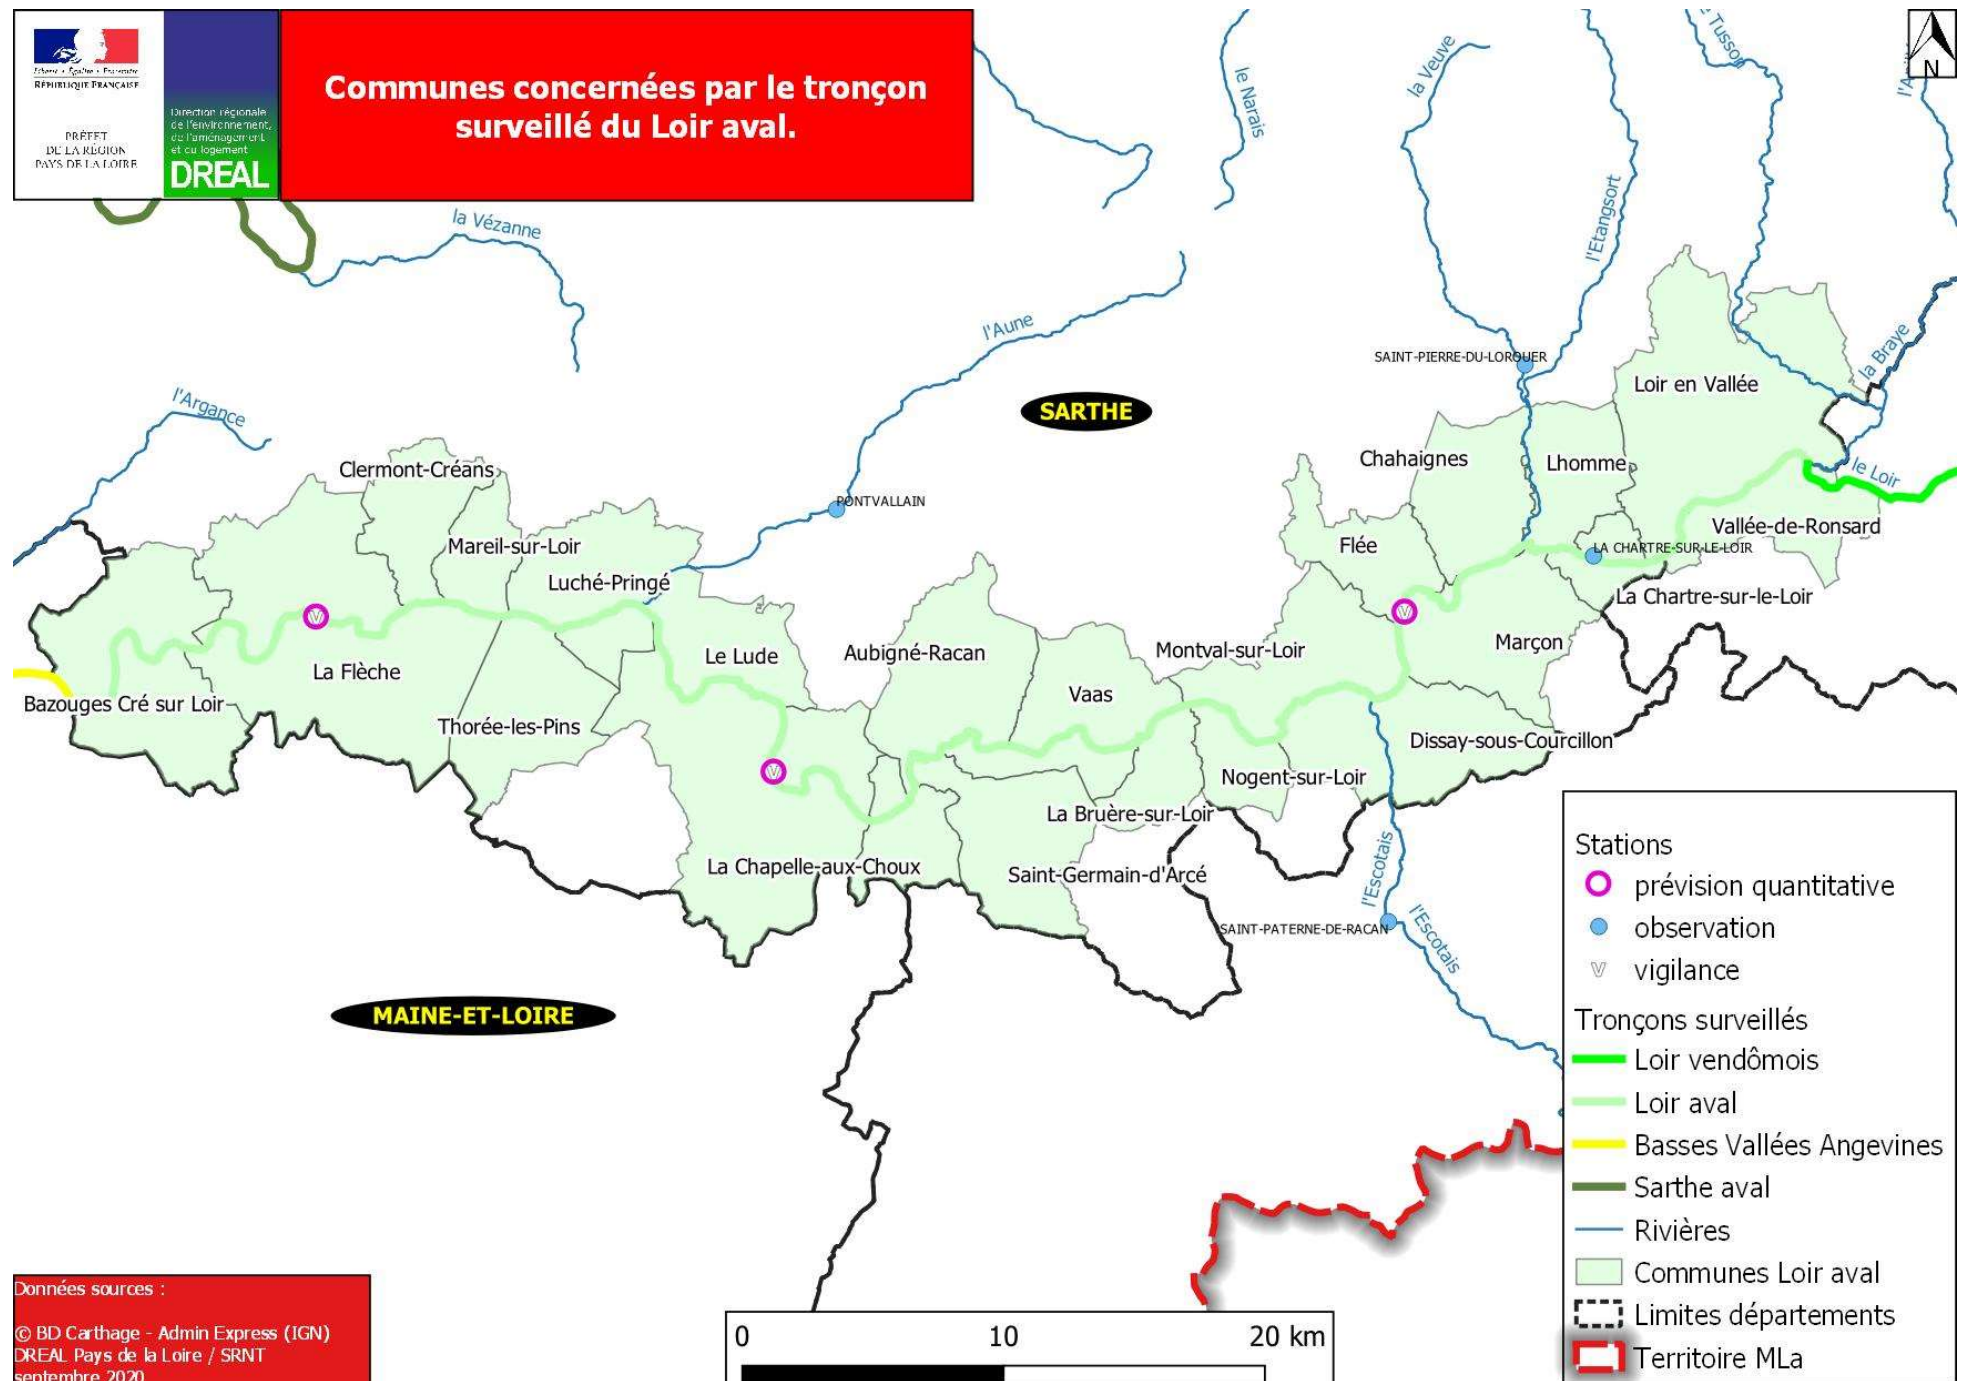 Liberté • Égalité • Fraternité
RÉPUBLIQUE FRANÇAISE
PRÉFET
DE LA RÉGION
PAYS DE LA LOIRE
Direction régionale
de l'environnement,
de l'aménagement
et du logement
DREAL
Communes concernées par le tronçon
surveillé du Loir aval.
N
la Vézanne
l'Aune
l'Argance
le Narais
la Veuve
l'Etangsort
Tusson
la Braye
le Loir
SAINT-PIERRE-DU-LOROUER
SARTHE
Loir en Vallée
Chahaignes
Lhomme
Clermont-Créans
PONTVALLAIN
Vallée-de-Ronsard
Mareil-sur-Loir
Flée
LA CHARTRE-SUR-LE-LOIR
Luché-Pringé
La Chartre-sur-le-Loir
V
V
Marçon
Montval-sur-Loir
Aubigné-Racan
Le Lude
La Flèche
Vaas
Bazouges Cré sur Loir
Thorée-les-Pins
Dissay-sous-Courcillon
V
Nogent-sur-Loir
La Bruère-sur-Loir
La Chapelle-aux-Choux
Saint-Germain-d'Arcé
l'Escotais
SAINT-PATERNE-DE-RACAN
l'Escotais
MAINE-ET-LOIRE
Stations
prévision quantitative
observation
V vigilance
Tronçons surveillés
Loir vendômois
Loir aval
Basses Vallées Angevines
Sarthe aval
Rivières
Communes Loir aval
Limites départements
Territoire MLa
Données sources :
© BD Carthage - Admin Express (IGN)
DREAL Pays de la Loire / SRNT
septembre 2020
0 10 20 km